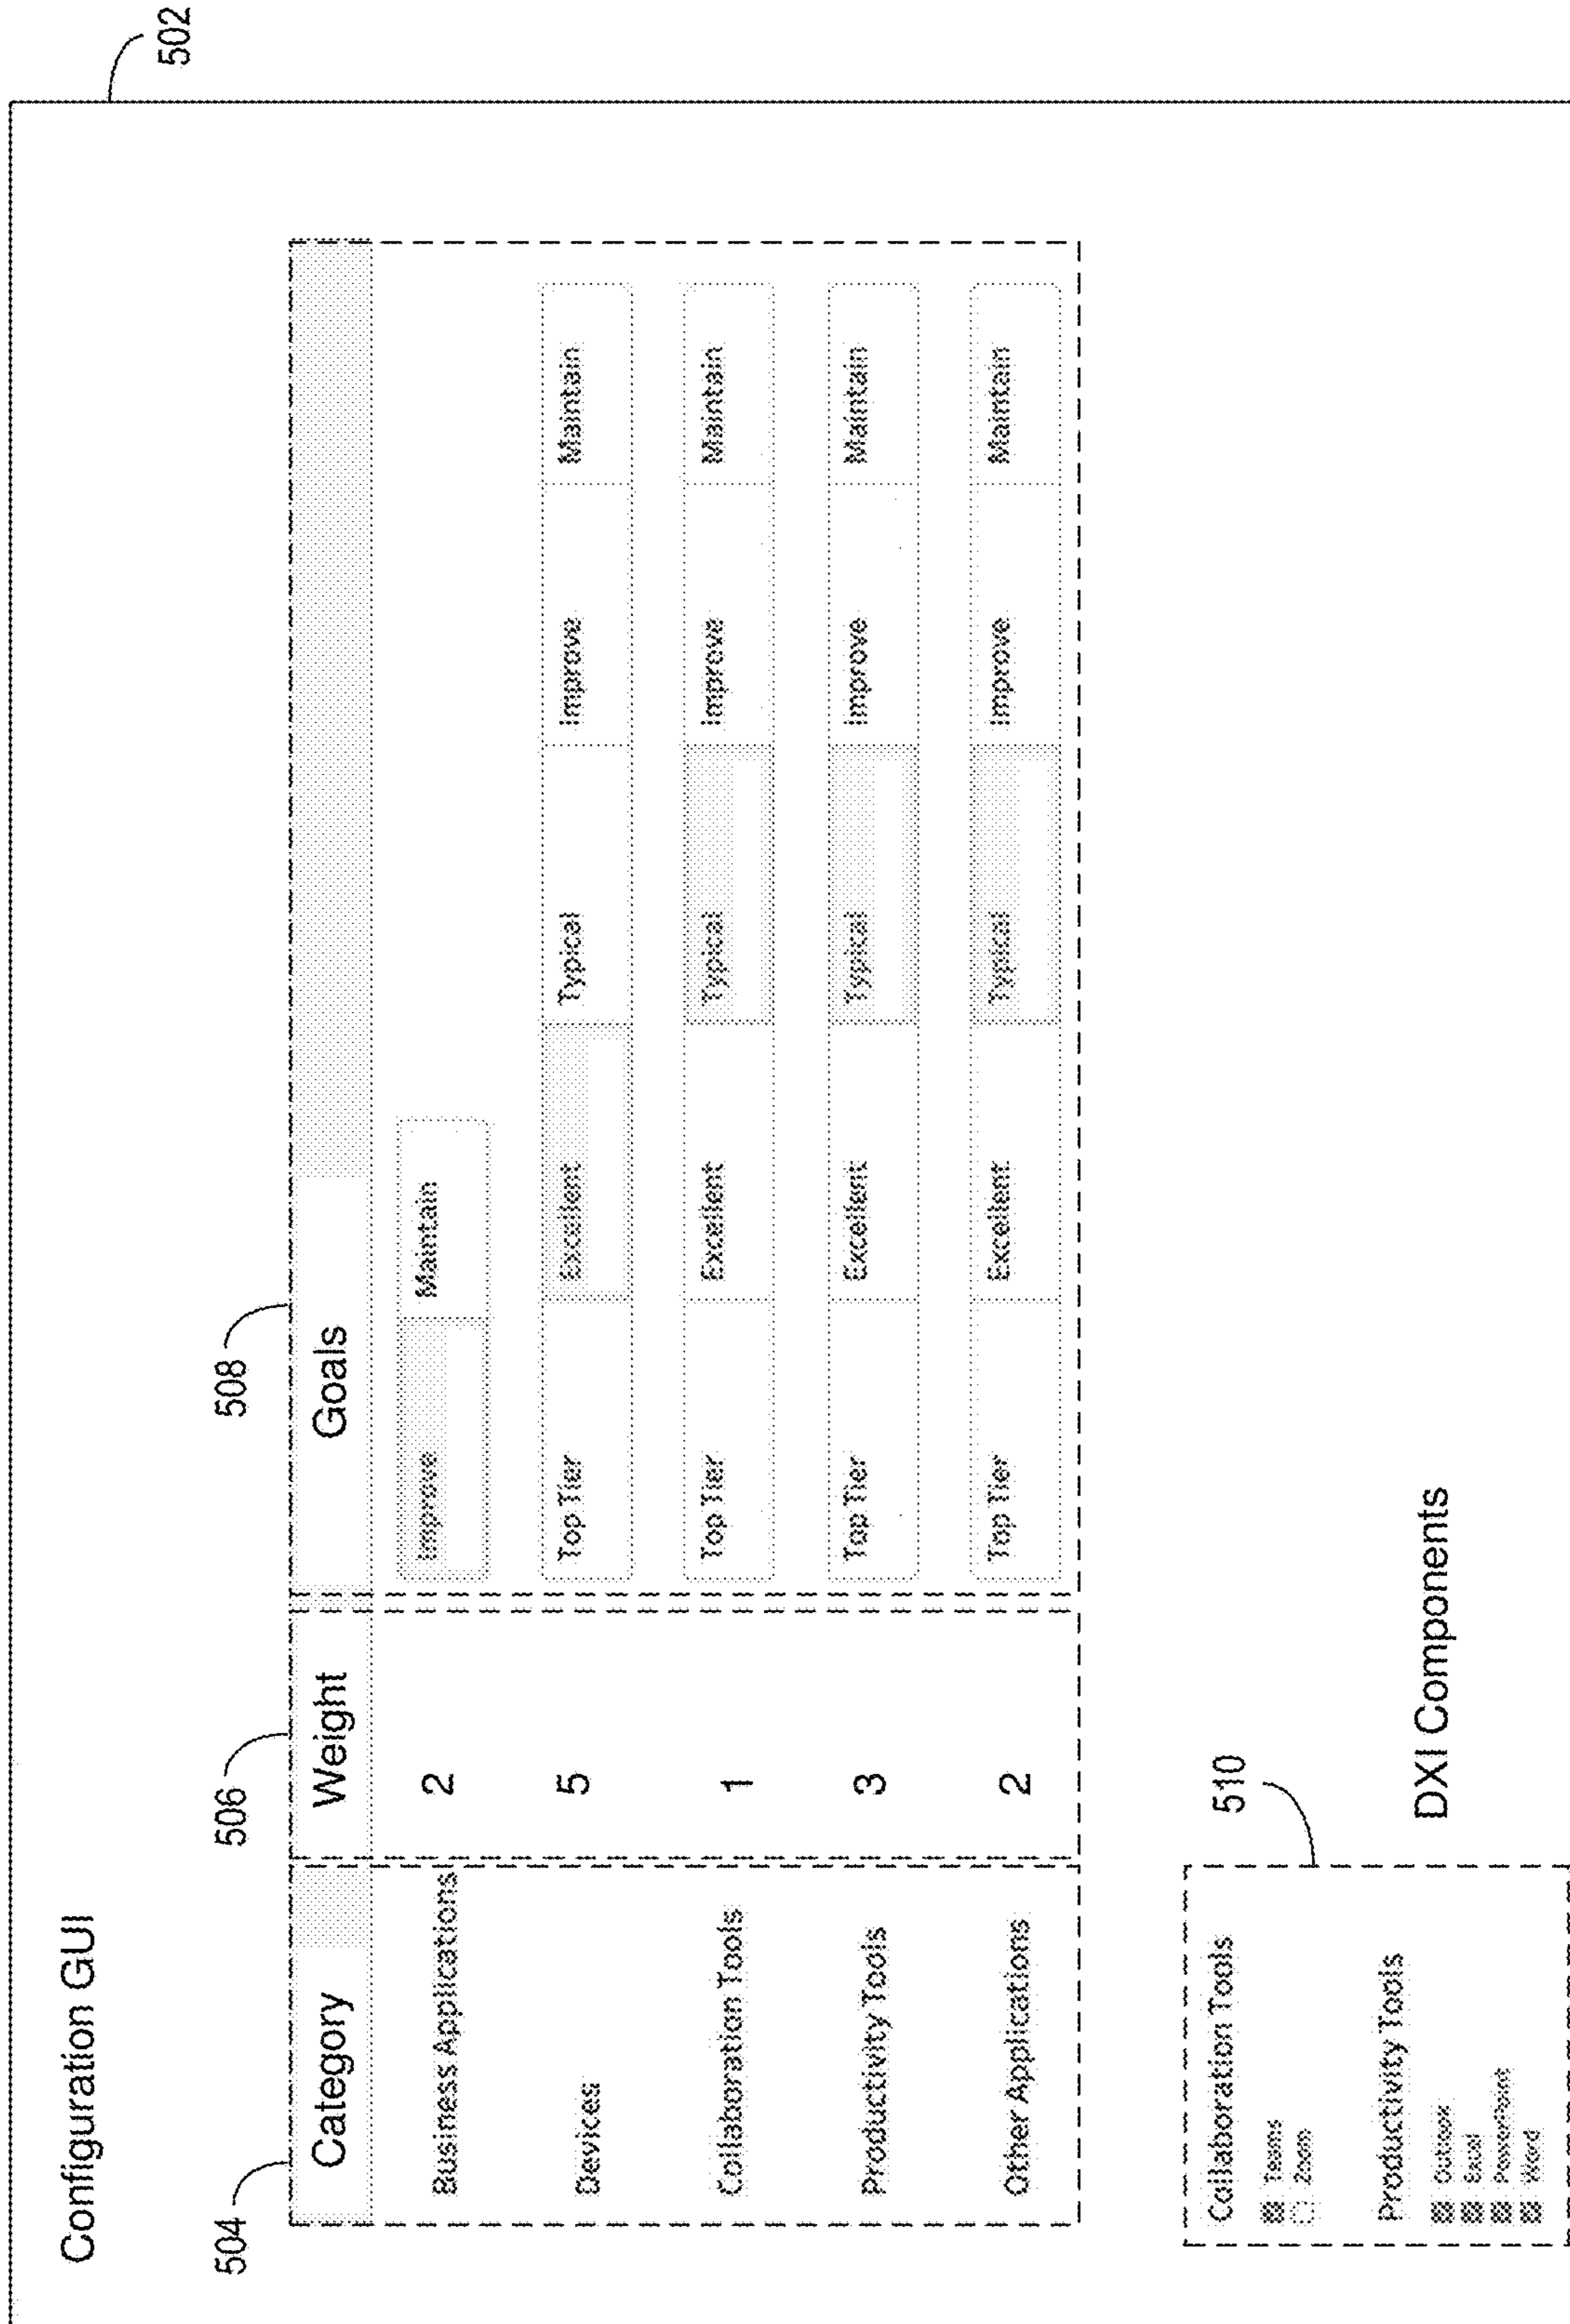 502
Configuration GUI
504
506
508
Category Weight Goals
Business Applications 2 Improve Maintain
Devices 5 Top Tier Excellent Typical Improve Maintain
Collaboration Tools 1 Top Tier Excellent Typical Improve Maintain
Productivity Tools 3 Top Tier Excellent Typical Improve Maintain
Other Applications 2 Top Tier Excellent Typical Improve Maintain
510
Collaboration Tools
Teams
Zoom
Productivity Tools
Outlook
Excel
PowerPoint
Word
DXI Components